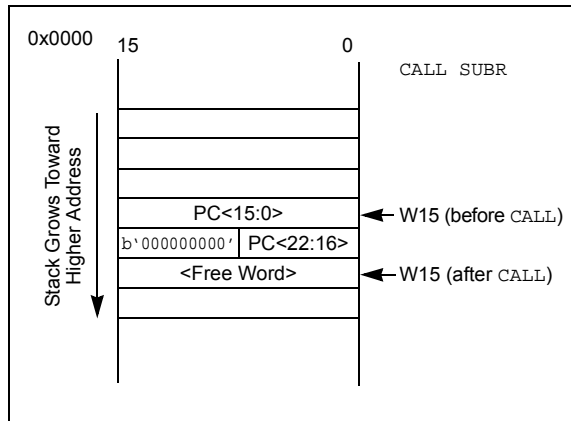 0x0000
15
0
CALL SUBR
Stack Grows Toward
Higher Address
PC<15:0>
W15 (before CALL)
b‘000000000’
PC<22:16>
<Free Word>
W15 (after CALL)